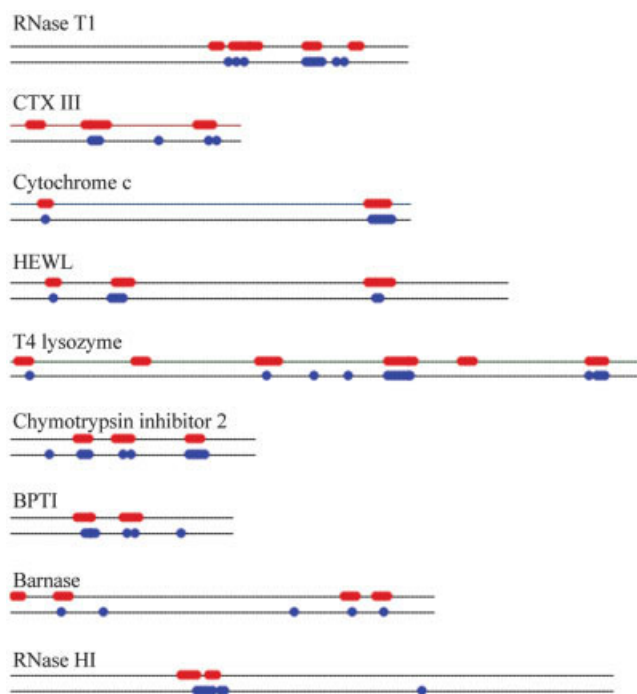 RNase T1
CTX III
Cytochrome c
HEWL
T4 lysozyme
Chymotrypsin inhibitor 2
BPTI
Barnase
RNase HI